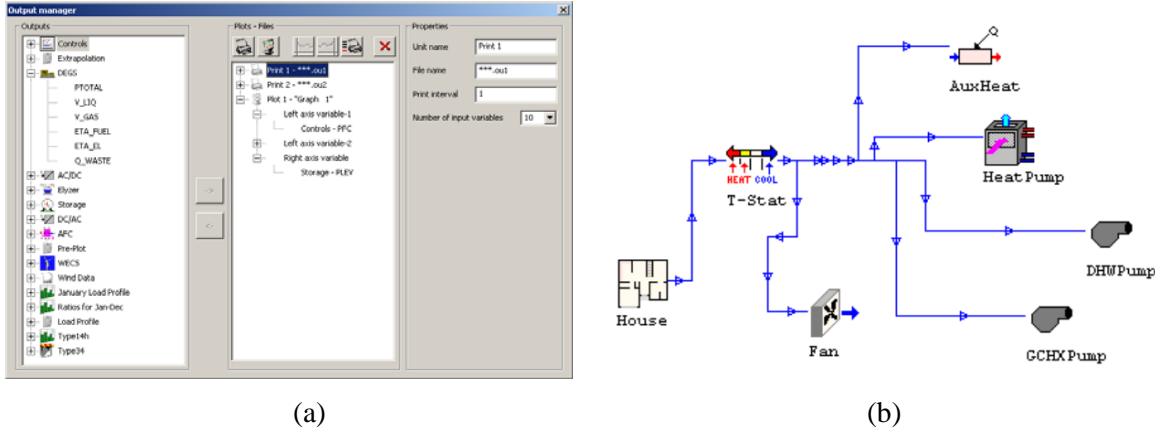 Output manager
Outputs
Controls
Extrapolation
DEGS
PTOTAL
V_LIQ
V_GAS
ETA_FUEL
ETA_EL
Q_WASTE
AC/DC
Elyzer
Storage
DC/AC
AFC
Pre-Plot
WECS
Wind Data
January Load Profile
Ratios for Jan-Dec
Load Profile
Type14h
Type34
->
<-
Plots - Files
Print 1 - ***.ou1
Print 2 - ***.ou2
Plot 1 - "Graph 1"
Left axis variable-1
Controls - PFC
Left axis variable-2
Right axis variable
Storage - PLEV
Properties
Unit name Print 1
File name ***.ou1
Print interval 1
Number of input variables 10
(a)
Q
AuxHeat
HeatPump
HEAT COOL
T-Stat
DHWPump
House
Fan
GCHXPump
(b)